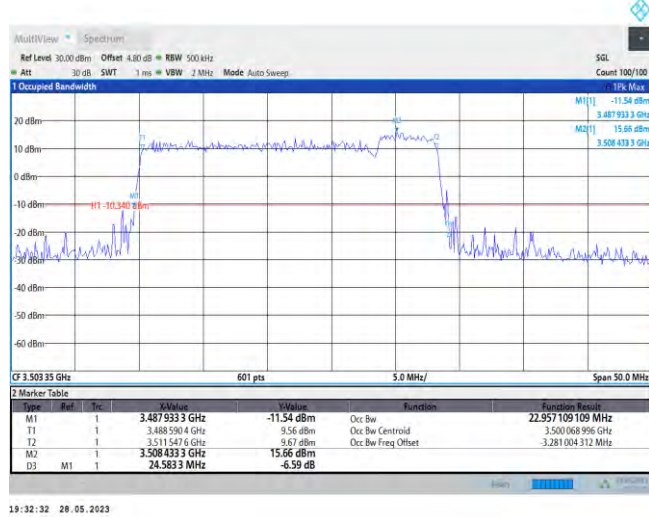 MultiView Spectrum
Ref Level 30.00 dBm Offset 4.80 dB RBW 500 kHz SGL
Att 30 dB SWT 1 ms VBW 2 MHz Mode Auto Sweep Count 100/100
1 Occupied Bandwidth 1Pk Max
M1[1] -11.54 dBm
3.487 933 3 GHz
M2[1] 15.66 dBm
3.508 433 3 GHz
20 dBm
M2
T1 T2
10 dBm
0 dBm
M1
-10 dBm H1 -10.340 dBm
-20 dBm
-30 dBm
-40 dBm
-50 dBm
-60 dBm
CF 3.503 35 GHz 601 pts 5.0 MHz/ Span 50.0 MHz
2 Marker Table
Type Ref Trc X-Value Y-Value Function Function Result
M1 1 3.487 933 3 GHz -11.54 dBm Occ Bw 22.957 109 109 MHz
T1 1 3.488 590 4 GHz 9.56 dBm Occ Bw Centroid 3.500 068 996 GHz
T2 1 3.511 547 6 GHz 9.67 dBm Occ Bw Freq Offset -3.281 004 312 MHz
M2 1 3.508 433 3 GHz 15.66 dBm
D3 M1 1 24.583 3 MHz -6.59 dB
19:32:32 28.05.2023